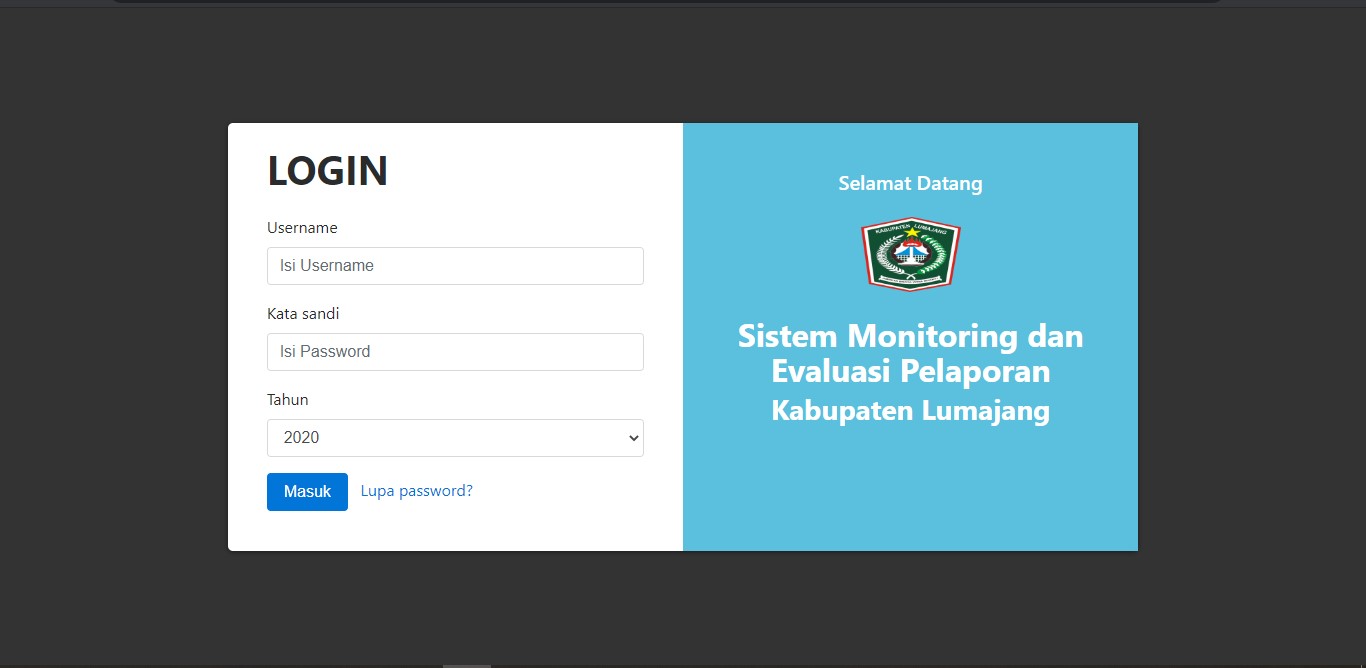 LOGIN
Username
Isi Username
Kata sandi
Isi Password
Tahun
2020
Masuk Lupa password?
Selamat Datang
KABUPATEN LUMAJANG
Sistem Monitoring dan
Evaluasi Pelaporan
Kabupaten Lumajang